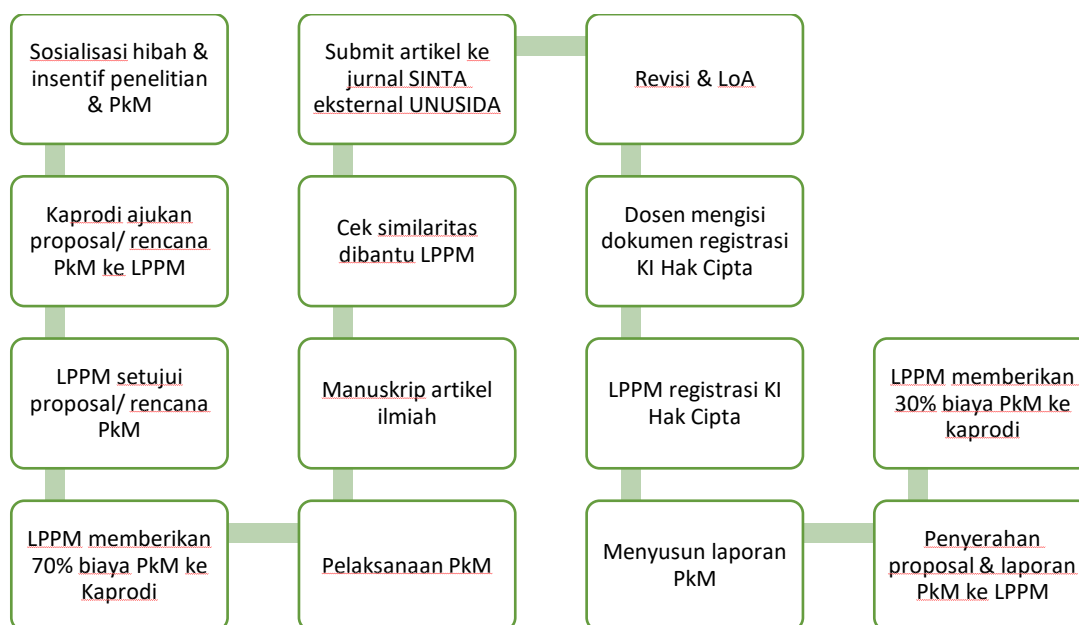 Sosialisasi hibah &
insentif penelitian
& PkM
Kaprodi ajukan
proposal/ rencana
PkM ke LPPM
LPPM setujui
proposal/ rencana
PkM
LPPM memberikan
70% biaya PkM ke
Kaprodi
Pelaksanaan PkM
Manuskrip artikel
ilmiah
Cek similaritas
dibantu LPPM
Submit artikel ke
jurnal SINTA
eksternal UNUSIDA
Revisi & LoA
Dosen mengisi
dokumen registrasi
KI Hak Cipta
LPPM registrasi KI
Hak Cipta
Menyusun laporan
PkM
Penyerahan
proposal & laporan
PkM ke LPPM
LPPM memberikan
30% biaya PkM ke
kaprodi